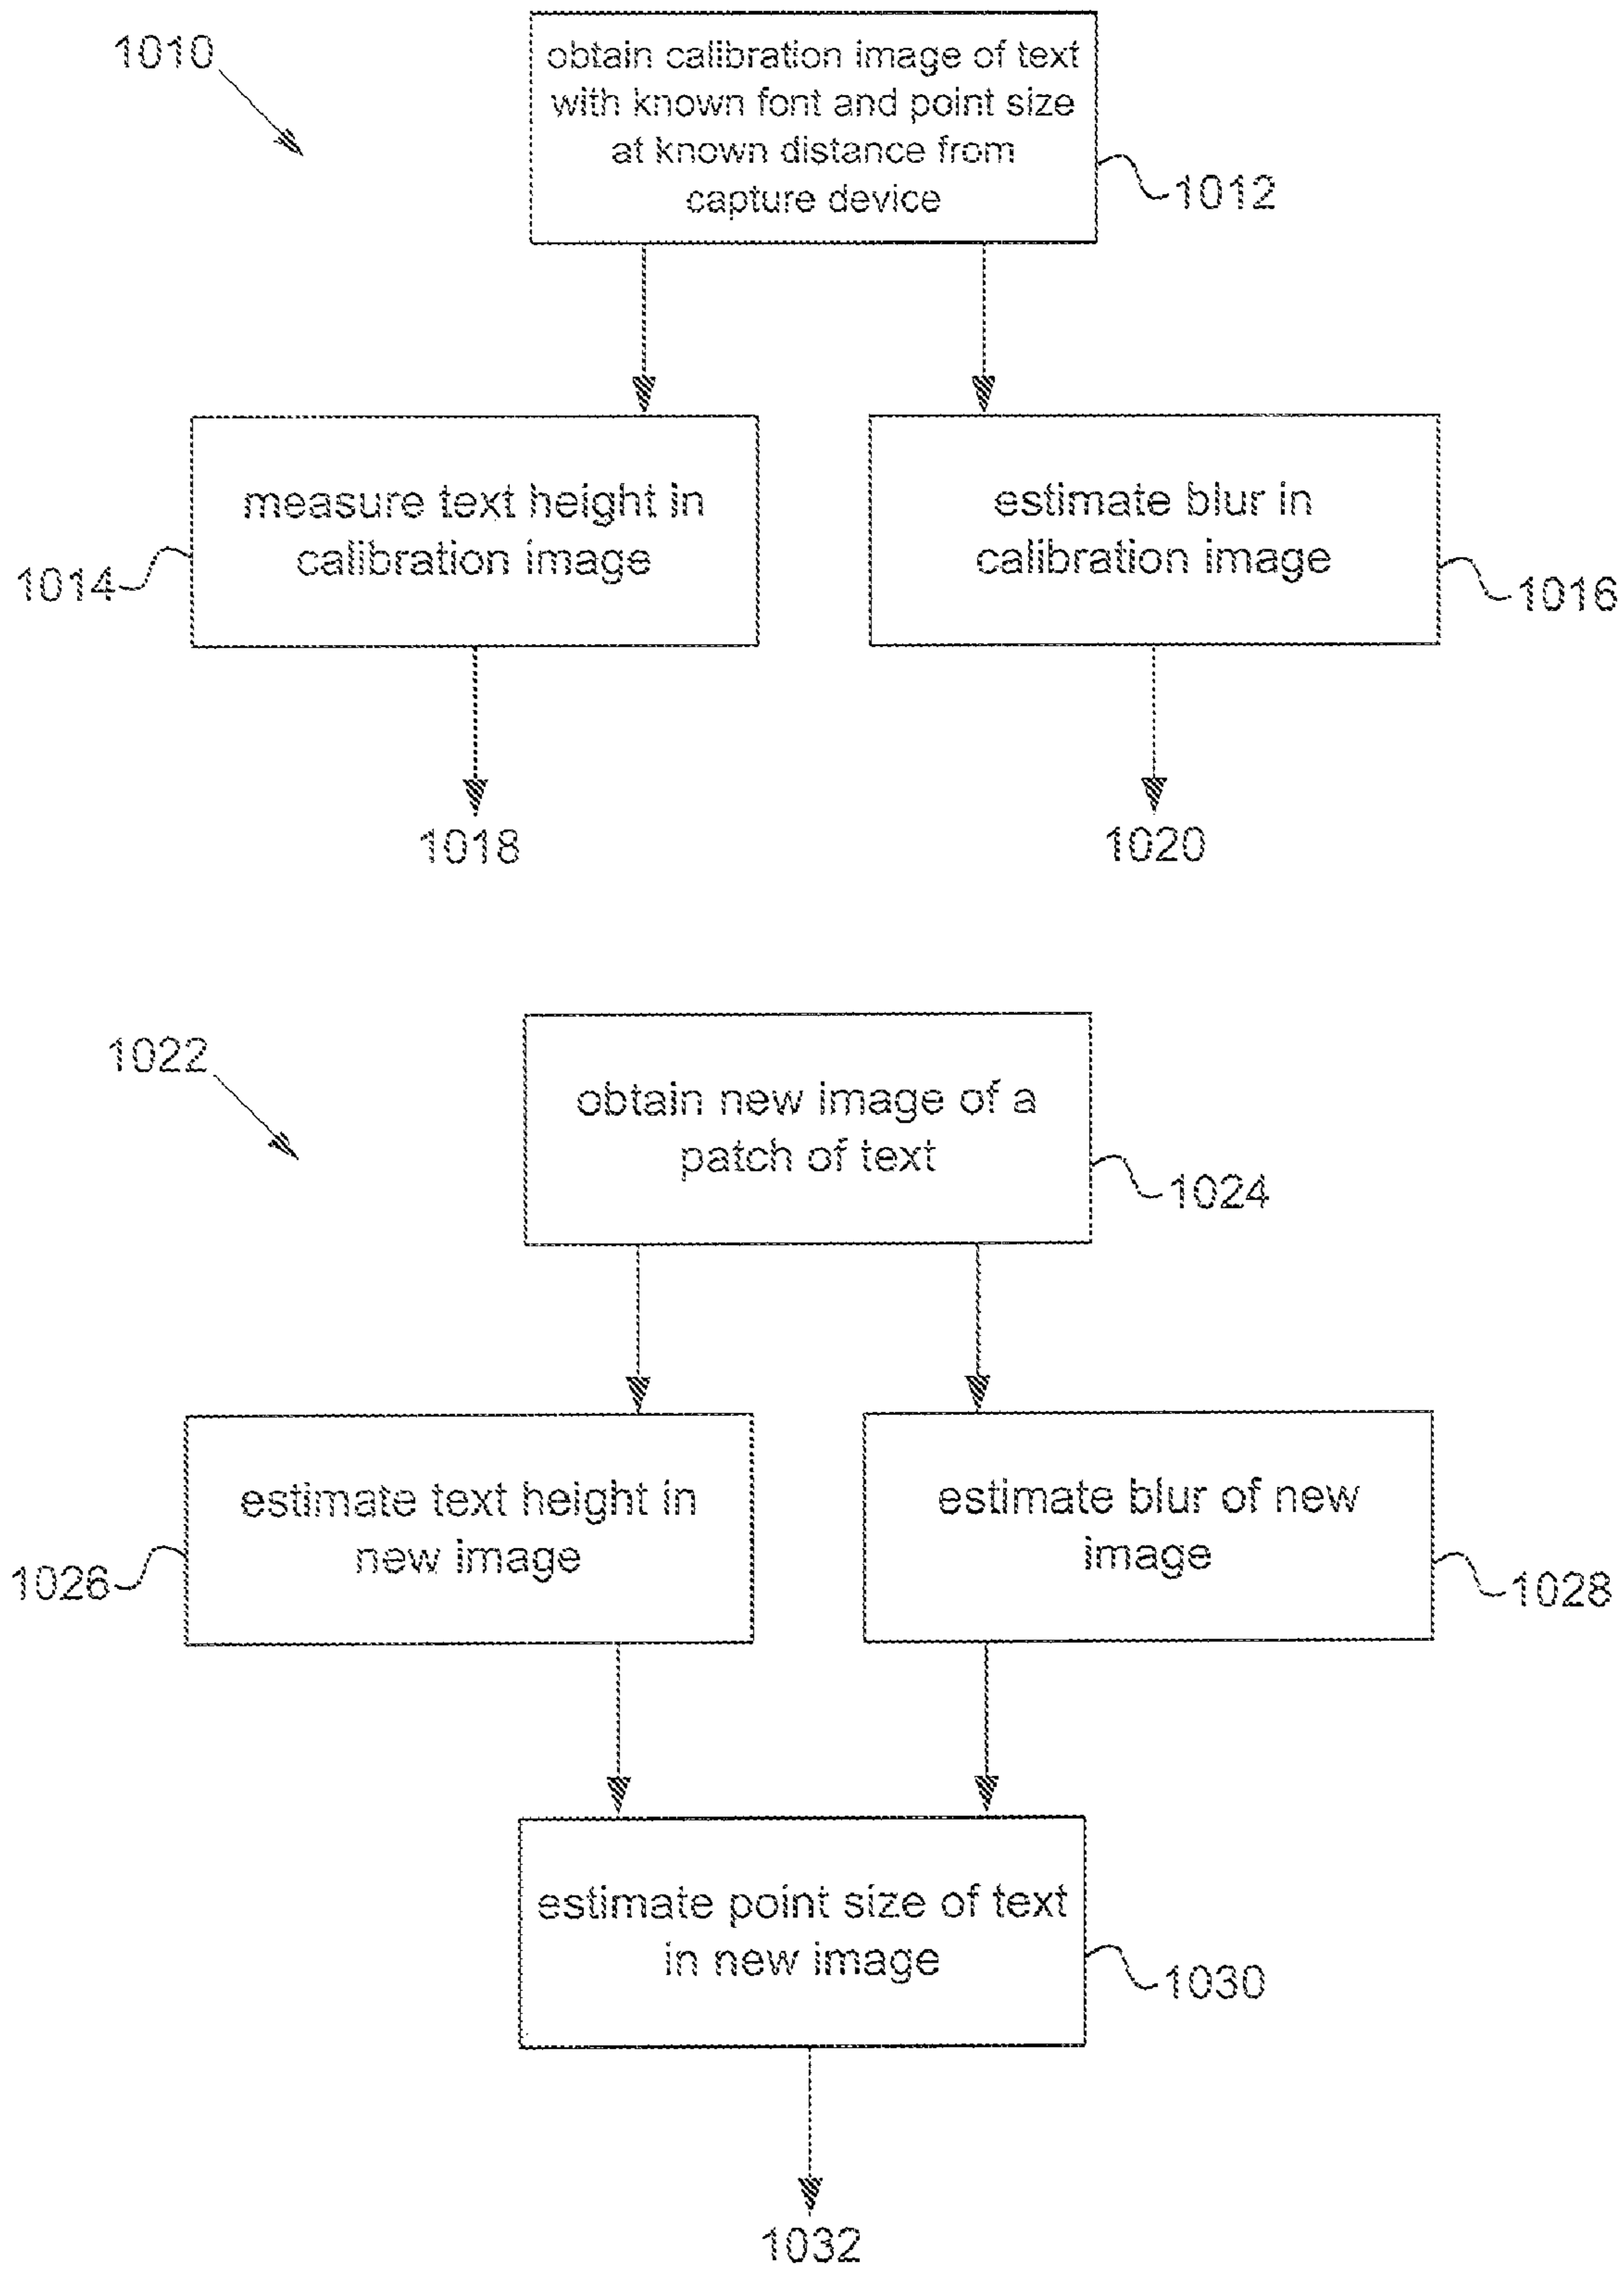 1010
obtain calibration image of text
with known font and point size
at known distance from
capture device
1012
measure text height in
calibration image
1014
estimate blur in
calibration image
1016
1018
1020
1022
obtain new image of a
patch of text
1024
estimate text height in
new image
1026
estimate blur of new
image
1028
estimate point size of text
in new image
1030
1032